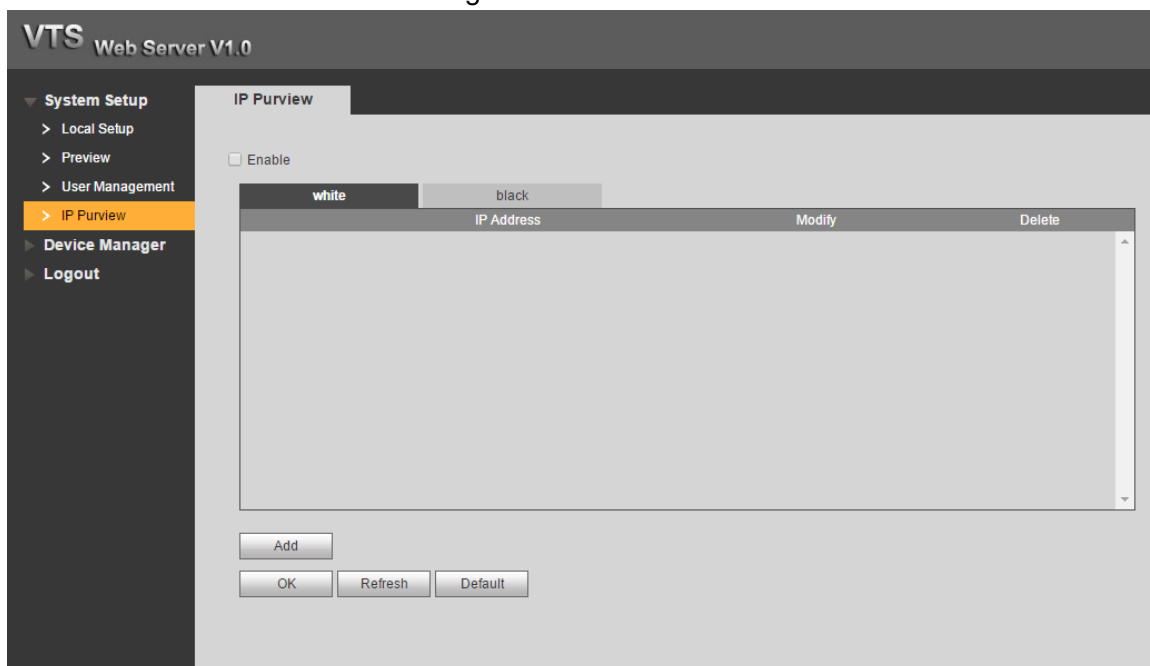 VTS Web Server V1.0
System Setup
Local Setup
Preview
User Management
IP Purview
Device Manager
Logout
IP Purview
Enable
white black
IP Address Modify Delete
Add
OK Refresh Default